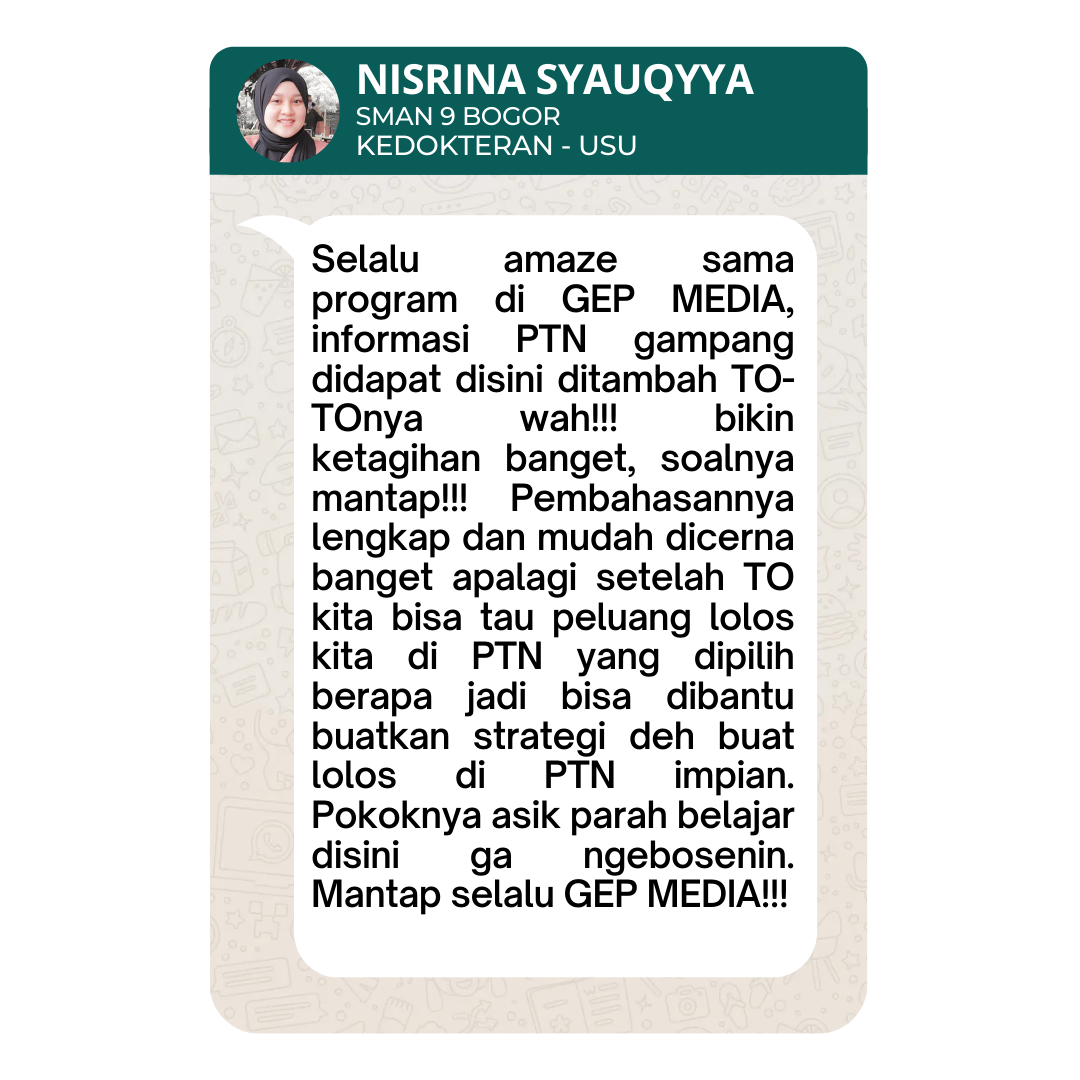 NISRINA SYAUQYYA
SMAN 9 BOGOR
KEDOKTERAN - USU
Selalu amaze sama
program di GEP MEDIA,
informasi PTN gampang
didapat disini ditambah TO-
TOnya wah!!! bikin
ketagihan banget, soalnya
mantap!!! Pembahasannya
lengkap dan mudah dicerna
banget apalagi setelah TO
kita bisa tau peluang lolos
kita di PTN yang dipilih
berapa jadi bisa dibantu
buatkan strategi deh buat
lolos di PTN impian.
Pokoknya asik parah belajar
disini ga ngebosenin.
Mantap selalu GEP MEDIA!!!